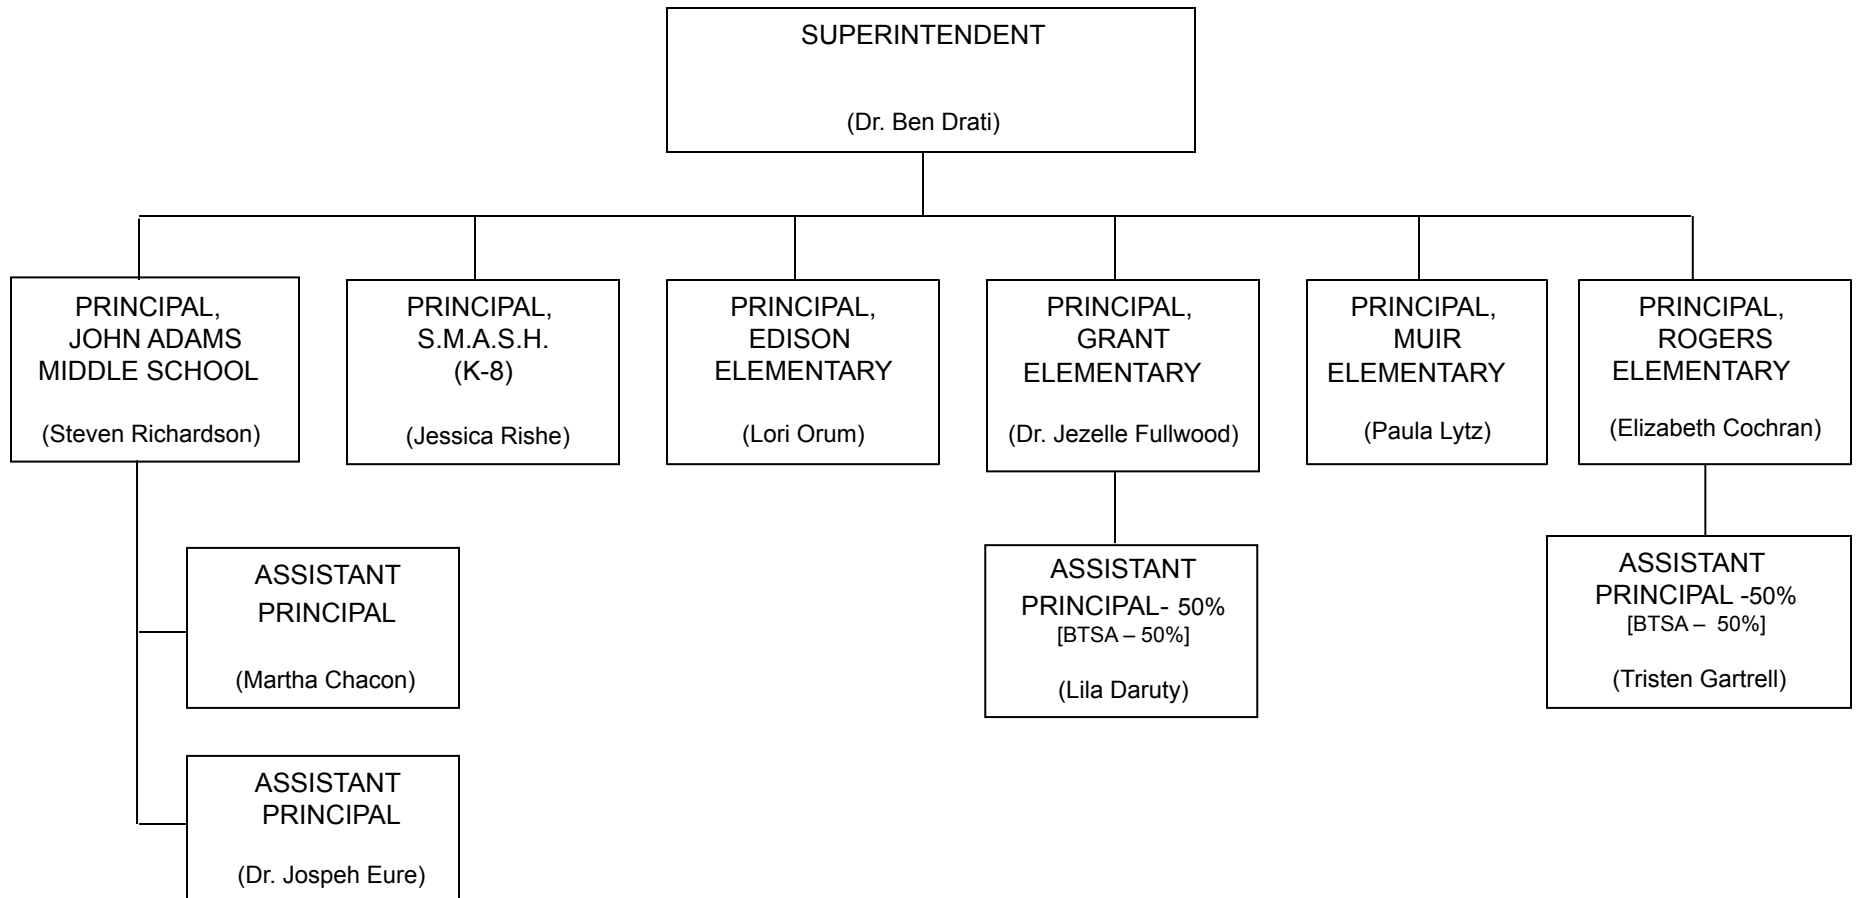 SUPERINTENDENT
(Dr. Ben Drati)
PRINCIPAL,
JOHN ADAMS
MIDDLE SCHOOL
(Steven Richardson)
PRINCIPAL,
S.M.A.S.H.
(K-8)
(Jessica Rishe)
PRINCIPAL,
EDISON
ELEMENTARY
(Lori Orum)
PRINCIPAL,
GRANT
ELEMENTARY
(Dr. Jezelle Fullwood)
PRINCIPAL,
MUIR
ELEMENTARY
(Paula Lytz)
PRINCIPAL,
ROGERS
ELEMENTARY
(Elizabeth Cochran)
ASSISTANT
PRINCIPAL
(Martha Chacon)
ASSISTANT
PRINCIPAL- 50%
[BTSA – 50%]
(Lila Daruty)
ASSISTANT
PRINCIPAL -50%
[BTSA – 50%]
(Tristen Gartrell)
ASSISTANT
PRINCIPAL
(Dr. Jospeh Eure)